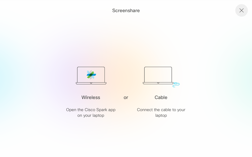 Screenshare
Wireless
or
Cable
Open the Cisco Spark app
on your laptop
Connect the cable to your
laptop